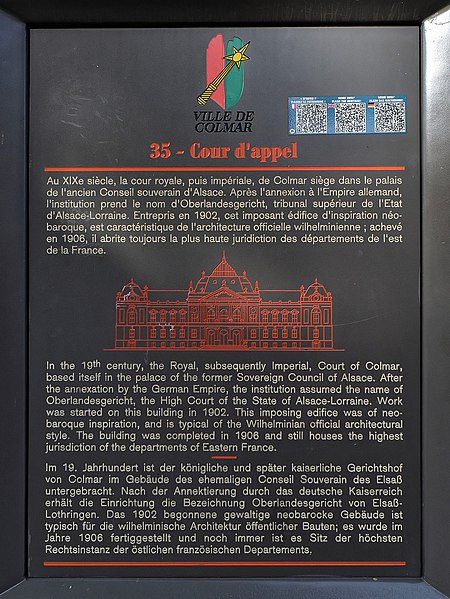 VILLE DE
COLMAR
35 - Cour d'appel
Au XIXe siècle, la cour royale, puis impériale, de Colmar siège dans le palais
de l'ancien Conseil souverain d'Alsace. Après l'annexion à l'Empire allemand,
l'institution prend le nom d'Oberlandesgericht, tribunal supérieur de l'Etat
d'Alsace-Lorraine. Entrepris en 1902, cet imposant édifice d'inspiration néo-
baroque, est caractéristique de l'architecture officielle wilhelminienne ; achevé
en 1906, il abrite toujours la plus haute juridiction des départements de l'est
de la France.
In the 19th century, the Royal, subsequently Imperial, Court of Colmar,
based itself in the palace of the former Sovereign Council of Alsace. After
the annexation by the German Empire, the institution assumed the name of
Oberlandesgericht, the High Court of the State of Alsace-Lorraine. Work
was started on this building in 1902. This imposing edifice was of neo-
baroque inspiration, and is typical of the Wilhelminian official architectural
style. The building was completed in 1906 and still houses the highest
jurisdiction of the departments of Eastern France.
Im 19. Jahrhundert ist der königliche und später kaiserliche Gerichtshof
von Colmar im Gebäude des ehemaligen Conseil Souverain des Elsaß
untergebracht. Nach der Annektierung durch das deutsche Kaiserreich
erhält die Einrichtung die Bezeichnung Oberlandesgericht von Elsaß-
Lothringen. Das 1902 begonnene gewaltige neobarocke Gebäude ist
typisch für die wilhelminische Architektur öffentlicher Bauten; es wurde im
Jahre 1906 fertiggestellt und noch immer ist es Sitz der höchsten
Rechtsinstanz der östlichen französischen Departements.